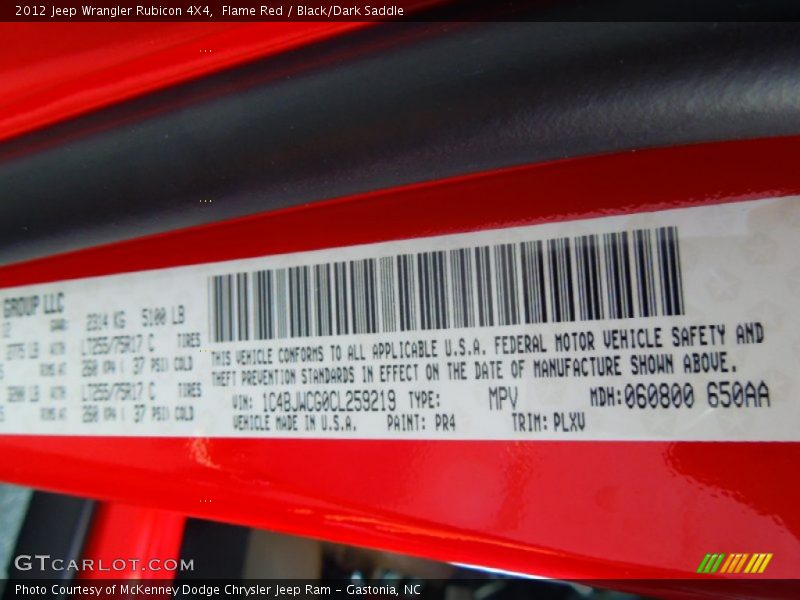 2012 Jeep Wrangler Rubicon 4X4,  Flame Red / Black/Dark Saddle
GROUP LLC
2314 KG 5100 LB
LT255/75R17 C TIRES
260 KPA ( 37 PSI) COLD
LT255/75R17 C TIRES
260 KPA ( 37 PSI) COLD
THIS VEHICLE CONFORMS TO ALL APPLICABLE U.S.A. FEDERAL MOTOR VEHICLE SAFETY AND
THEFT PREVENTION STANDARDS IN EFFECT ON THE DATE OF MANUFACTURE SHOWN ABOVE.
VIN: 1C4BJWCG0CL259219 TYPE: MPV MDH:060800 650AA
VEHICLE MADE IN U.S.A. PAINT: PR4 TRIM: PLXV
GTCARLOT.COM
Photo Courtesy of McKenney Dodge Chrysler Jeep Ram - Gastonia, NC